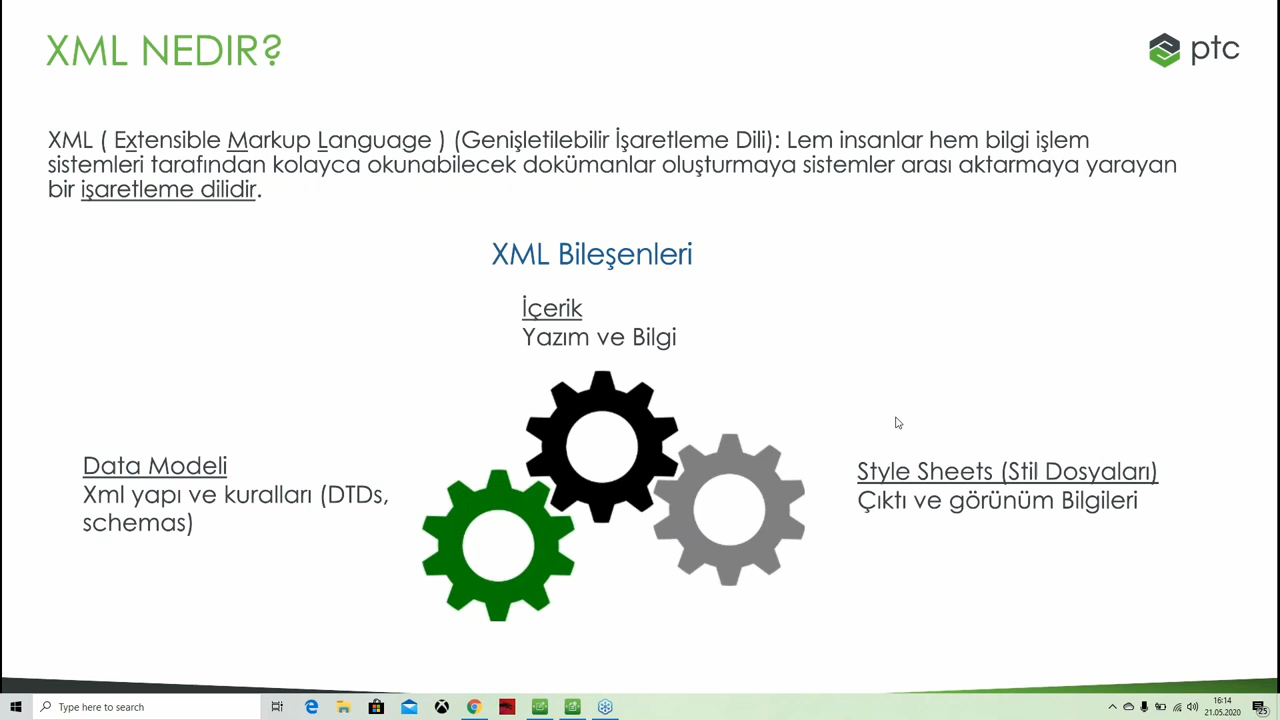 XML NEDIR?
ptc
XML ( Extensible Markup Language ) (Genişletilebilir İşaretleme Dili): Lem insanlar hem bilgi işlem
sistemleri tarafından kolayca okunabilecek dokümanlar oluşturmaya sistemler arası aktarmaya yarayan
bir işaretleme dilidir.
XML Bileşenleri
İçerik
Yazım ve Bilgi
Data Modeli
Xml yapı ve kuralları (DTDs,
schemas)
Style Sheets (Stil Dosyaları)
Çıktı ve görünüm Bilgileri
Type here to search
16:14
21.05.2020
25